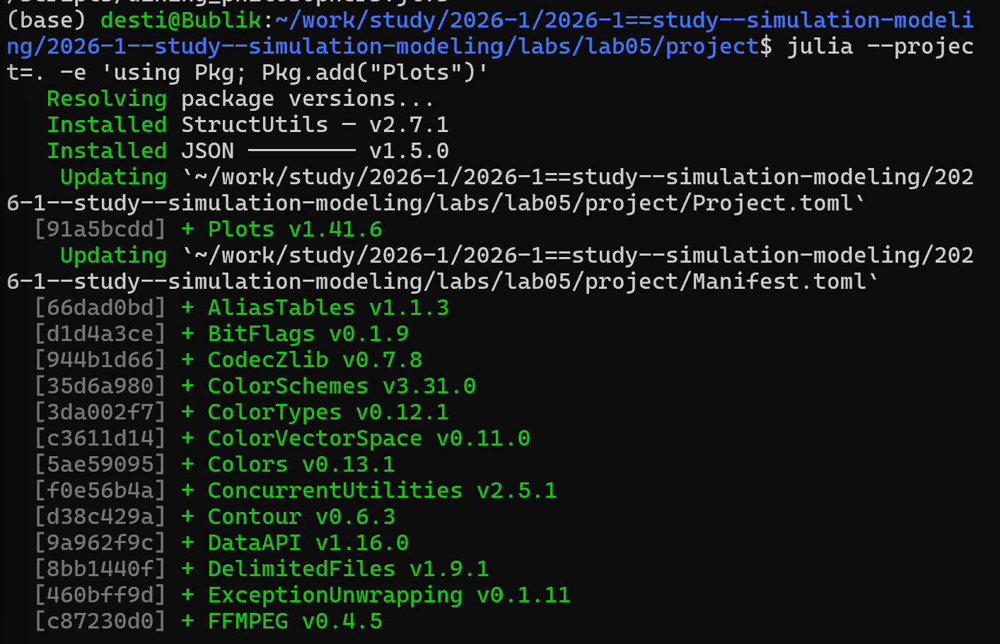 /scripts/dining_philosophers.jl.s
(base) desti@Bublik:~/work/study/2026-1/2026-1==study--simulation-modeli
ng/2026-1--study--simulation-modeling/labs/lab05/project$ julia --projec
t=. -e 'using Pkg; Pkg.add("Plots")'
Resolving package versions...
Installed StructUtils ─ v2.7.1
Installed JSON ──────── v1.5.0
Updating `~/work/study/2026-1/2026-1==study--simulation-modeling/202
6-1--study--simulation-modeling/labs/lab05/project/Project.toml`
[91a5bcdd] + Plots v1.41.6
Updating `~/work/study/2026-1/2026-1==study--simulation-modeling/202
6-1--study--simulation-modeling/labs/lab05/project/Manifest.toml`
[66dad0bd] + AliasTables v1.1.3
[d1d4a3ce] + BitFlags v0.1.9
[944b1d66] + CodecZlib v0.7.8
[35d6a980] + ColorSchemes v3.31.0
[3da002f7] + ColorTypes v0.12.1
[c3611d14] + ColorVectorSpace v0.11.0
[5ae59095] + Colors v0.13.1
[f0e56b4a] + ConcurrentUtilities v2.5.1
[d38c429a] + Contour v0.6.3
[9a962f9c] + DataAPI v1.16.0
[8bb1440f] + DelimitedFiles v1.9.1
[460bff9d] + ExceptionUnwrapping v0.1.11
[c87230d0] + FFMPEG v0.4.5